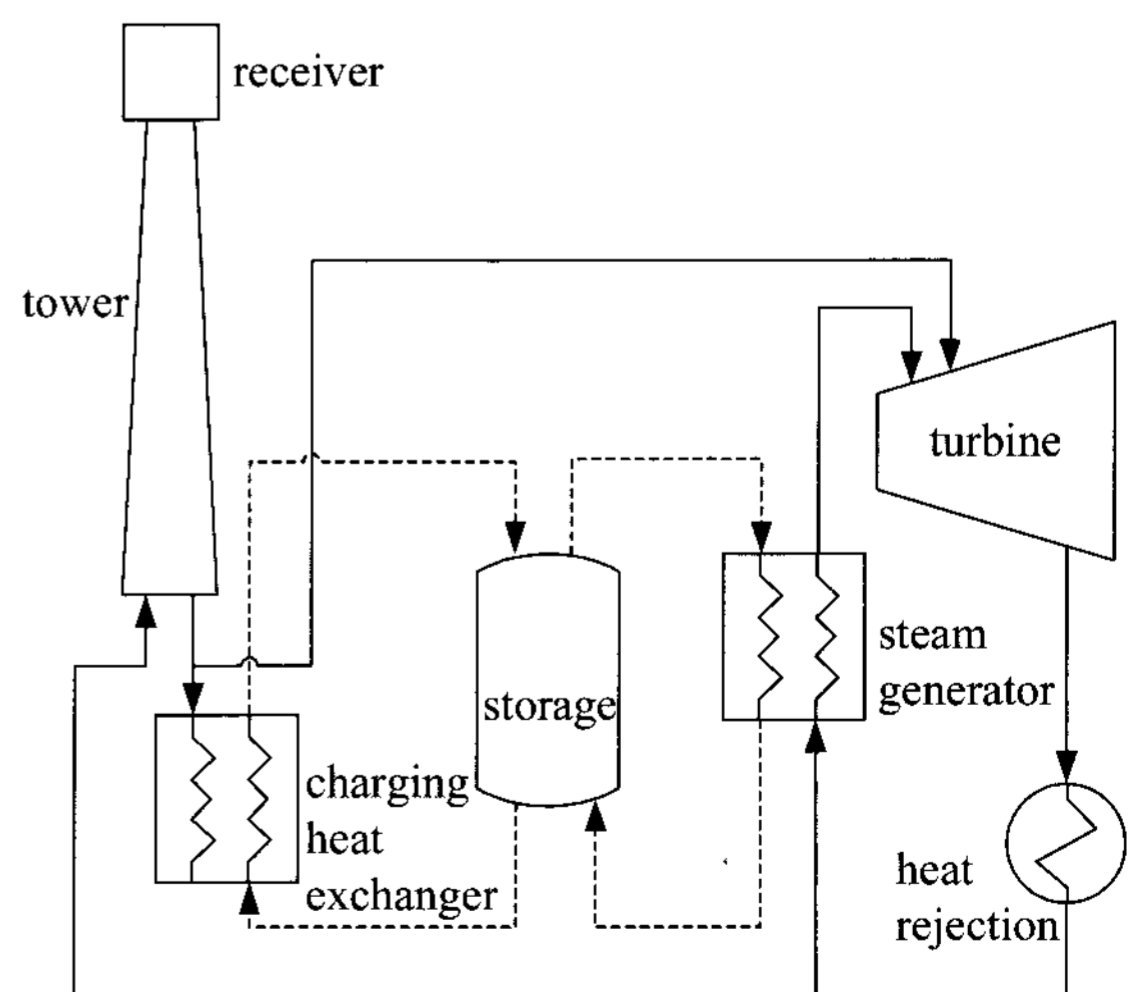 receiver
tower
turbine
steam
generator
storage
charging
heat
exchanger
heat
rejection